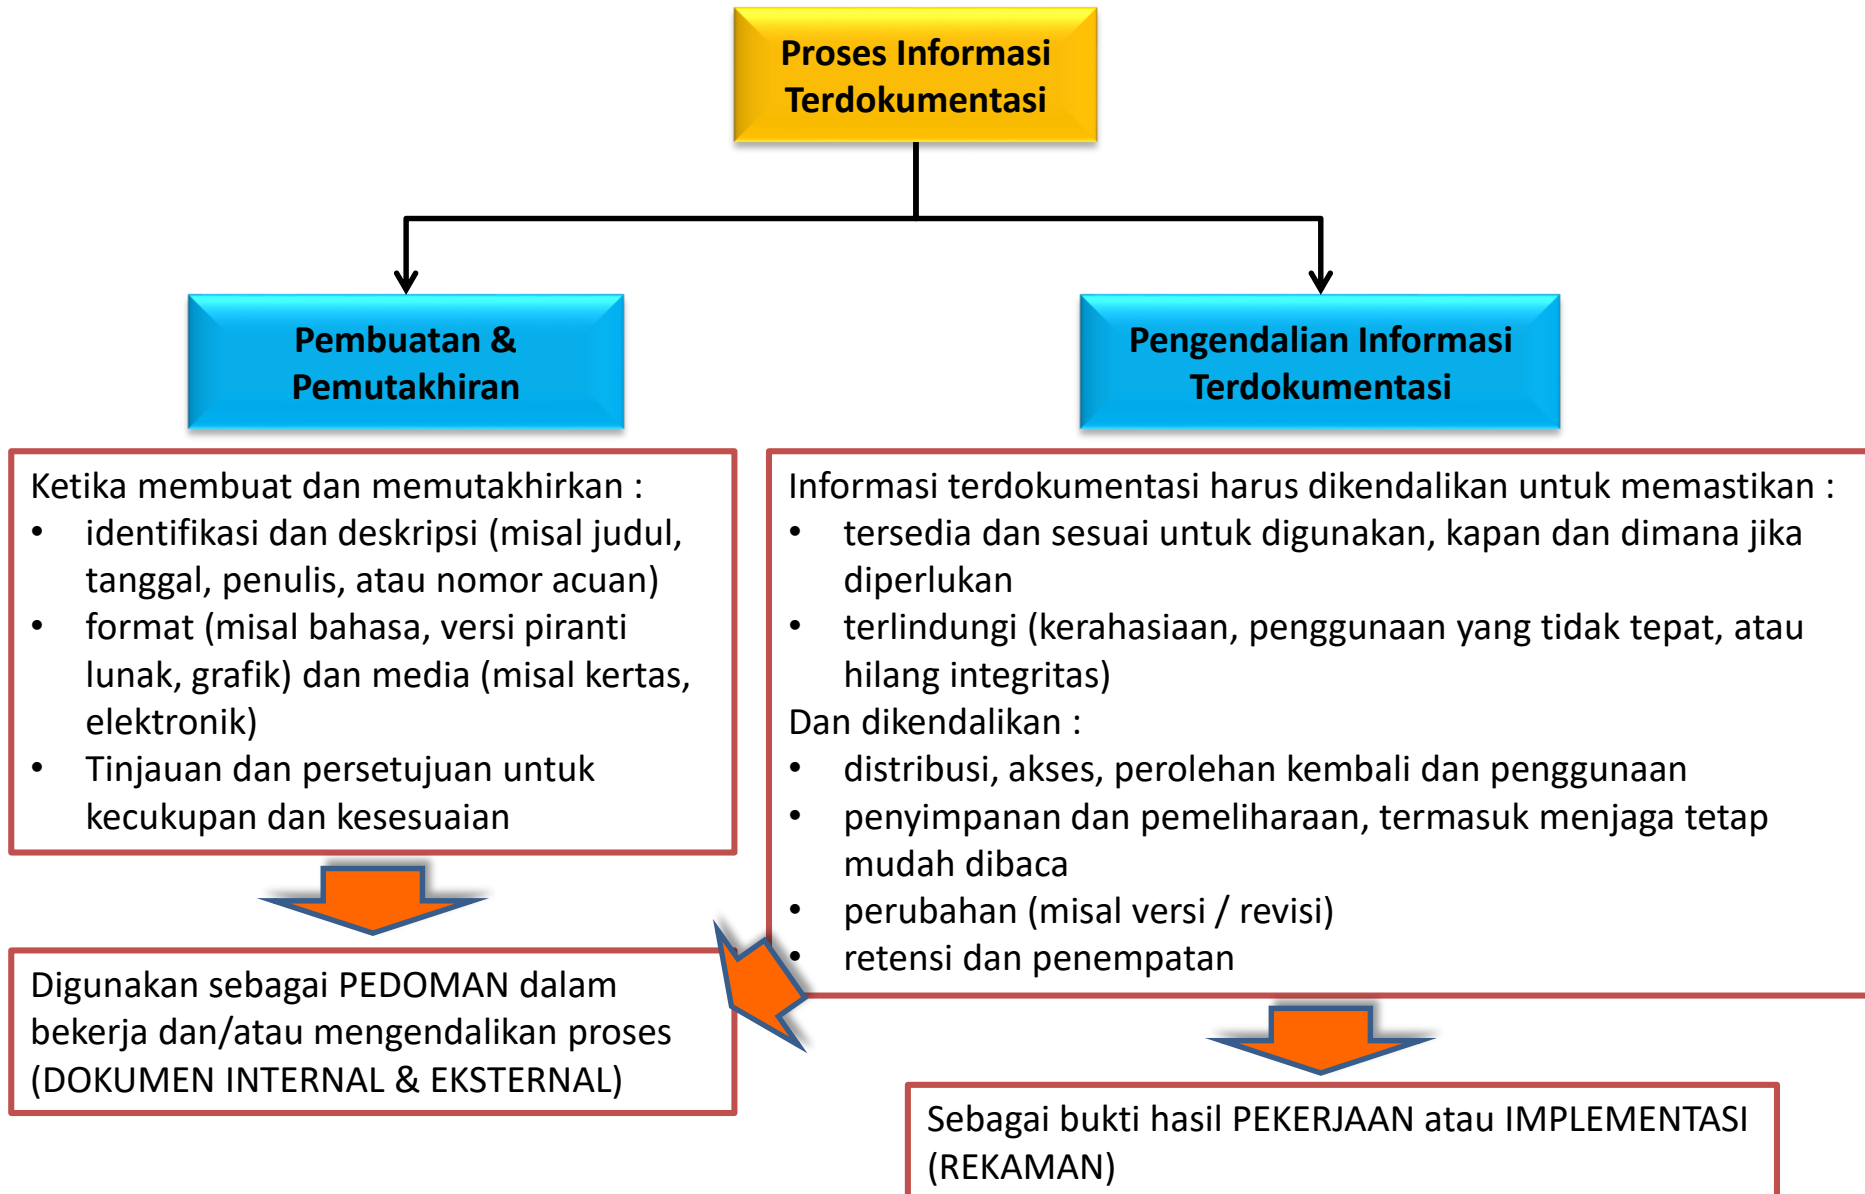 Proses Informasi
Terdokumentasi
Pembuatan &
Pemutakhiran
Ketika membuat dan memutakhirkan :
• identifikasi dan deskripsi (misal judul,
tanggal, penulis, atau nomor acuan)
• format (misal bahasa, versi piranti
lunak, grafik) dan media (misal kertas,
elektronik)
• Tinjauan dan persetujuan untuk
kecukupan dan kesesuaian
Digunakan sebagai PEDOMAN dalam
bekerja dan/atau mengendalikan proses
(DOKUMEN INTERNAL & EKSTERNAL)
Pengendalian Informasi
Terdokumentasi
Informasi terdokumentasi harus dikendalikan untuk memastikan :
• tersedia dan sesuai untuk digunakan, kapan dan dimana jika
diperlukan
• terlindungi (kerahasiaan, penggunaan yang tidak tepat, atau
hilang integritas)
Dan dikendalikan :
• distribusi, akses, perolehan kembali dan penggunaan
• penyimpanan dan pemeliharaan, termasuk menjaga tetap
mudah dibaca
• perubahan (misal versi / revisi)
• retensi dan penempatan
Sebagai bukti hasil PEKERJAAN atau IMPLEMENTASI
(REKAMAN)